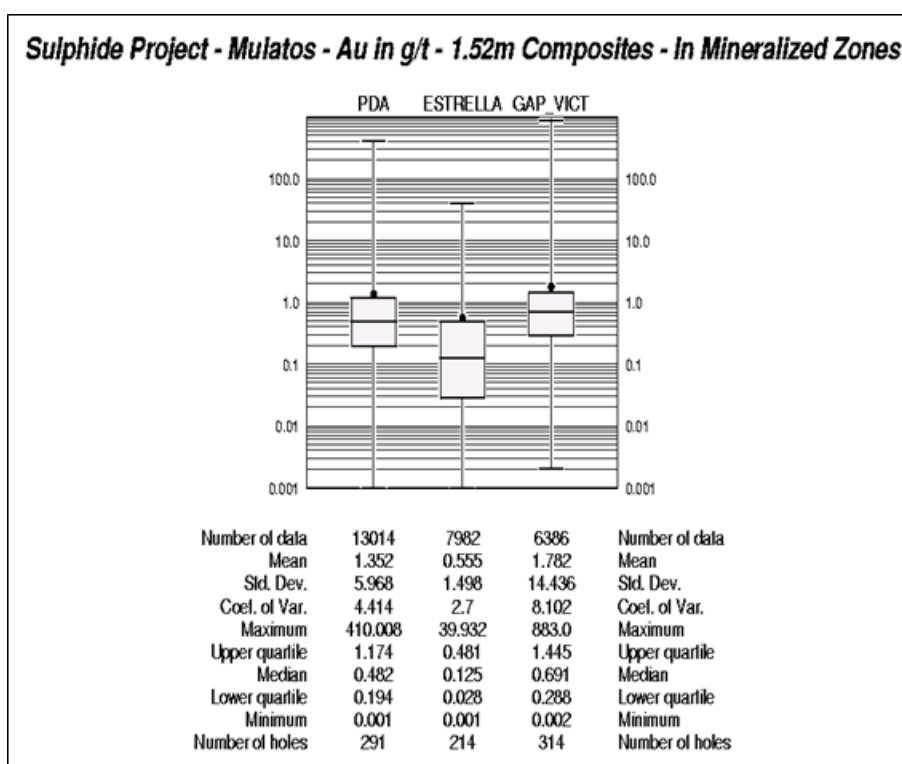 Sulphide Project - Mulatos - Au in g/t - 1.52m Composites - In Mineralized Zones
PDA ESTRELLA GAP_VICT
100.0 100.0
10.0 10.0
1.0 1.0
0.1 0.1
0.01 0.01
0.001 0.001
Number of data 13014 7982 6386 Number of data
Mean 1.352 0.555 1.782 Mean
Std. Dev. 5.968 1.498 14.436 Std. Dev.
Coef. of Var. 4.414 2.7 8.102 Coef. of Var.
Maximum 410.008 39.932 883.0 Maximum
Upper quartile 1.174 0.481 1.445 Upper quartile
Median 0.482 0.125 0.691 Median
Lower quartile 0.194 0.028 0.288 Lower quartile
Minimum 0.001 0.001 0.002 Minimum
Number of holes 291 214 314 Number of holes